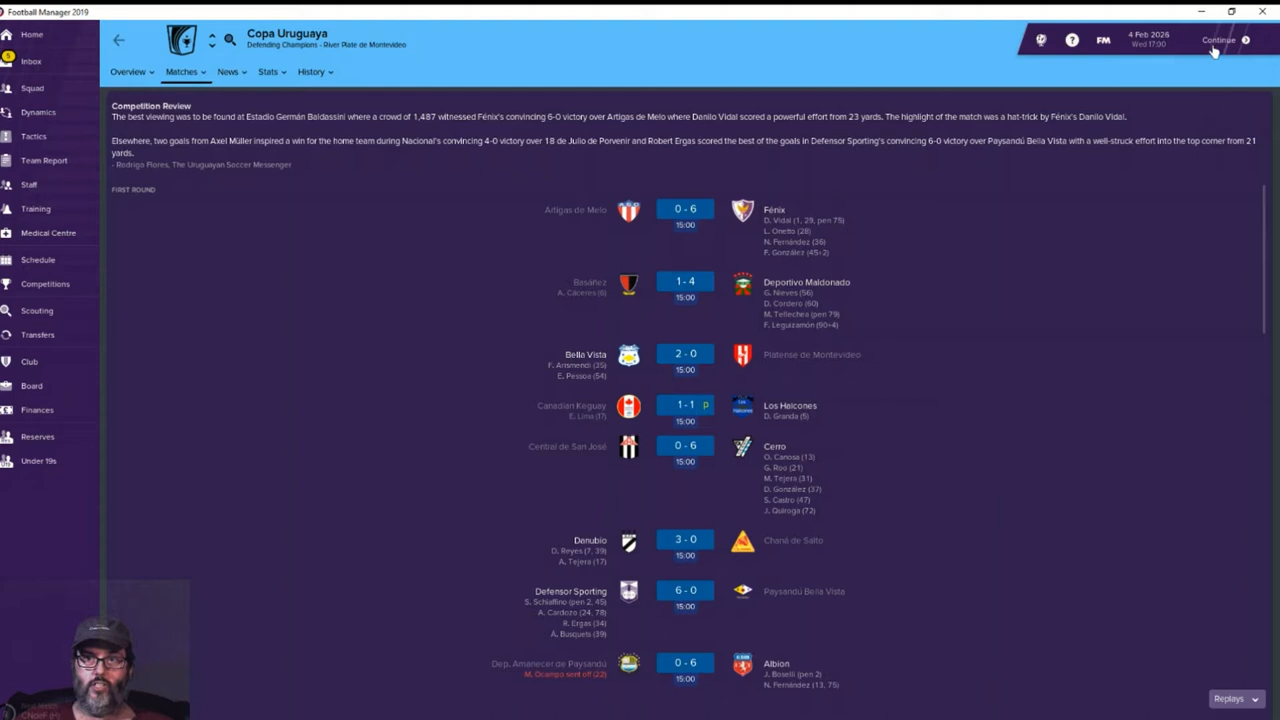 Football Manager 2019
Home
5
Inbox
Squad
Dynamics
Tactics
Team Report
Staff
Training
Medical Centre
Schedule
Competitions
Scouting
Transfers
Club
Board
Finances
Reserves
Under 19s
Copa Uruguaya
Defending Champions - River Plate de Montevideo
FM
4 Feb 2026
Wed 17:00
Continue
Overview
Matches
News
Stats
History
Competition Review
The best viewing was to be found at Estadio Germán Baldassini where a crowd of 1,487 witnessed Fénix's convincing 6-0 victory over Artigas de Melo where Danilo Vidal scored a powerful effort from 23 yards. The highlight of the match was a hat-trick by Fénix's Danilo Vidal.
Elsewhere, two goals from Axel Müller inspired a win for the home team during Nacional's convincing 4-0 victory over 18 de Julio de Porvenir and Robert Ergas scored the best of the goals in Defensor Sporting's convincing 6-0 victory over Paysandú Bella Vista with a well-struck effort into the top corner from 21
yards.
- Rodrigo Flores, The Uruguayan Soccer Messenger
FIRST ROUND
Artigas de Melo 0 - 6 Fénix
15:00
D. Vidal (1, 29, pen 75)
L. Onetto (28)
N. Fernández (36)
F. González (45+2)
Basáñez 1 - 4 Deportivo Maldonado
A. Cáceres (6) 15:00 G. Nieves (56)
D. Cordero (60)
M. Tellechea (pen 79)
F. Leguizamón (90+4)
Bella Vista 2 - 0 Platense de Montevideo
F. Arismendi (35) 15:00
E. Pessoa (54)
Canadian Keguay 1 - 1 p Los Halcones
E. Lima (17) 15:00 D. Granda (5)
Central de San José 0 - 6 Cerro
15:00 O. Canosa (13)
G. Roo (21)
M. Tejera (31)
D. González (37)
S. Castro (47)
J. Quiroga (72)
Danubio 3 - 0 Chaná de Salto
D. Reyes (7, 39) 15:00
A. Tejera (17)
Defensor Sporting 6 - 0 Paysandú Bella Vista
S. Schiaffino (pen 2, 45) 15:00
A. Cardozo (24, 78)
R. Ergas (34)
A. Busquets (39)
Dep. Amanecer de Paysandú 0 - 6 Albion
M. Ocampo sent off (22) 15:00 J. Boselli (pen 2)
N. Fernández (13, 75)
Replays